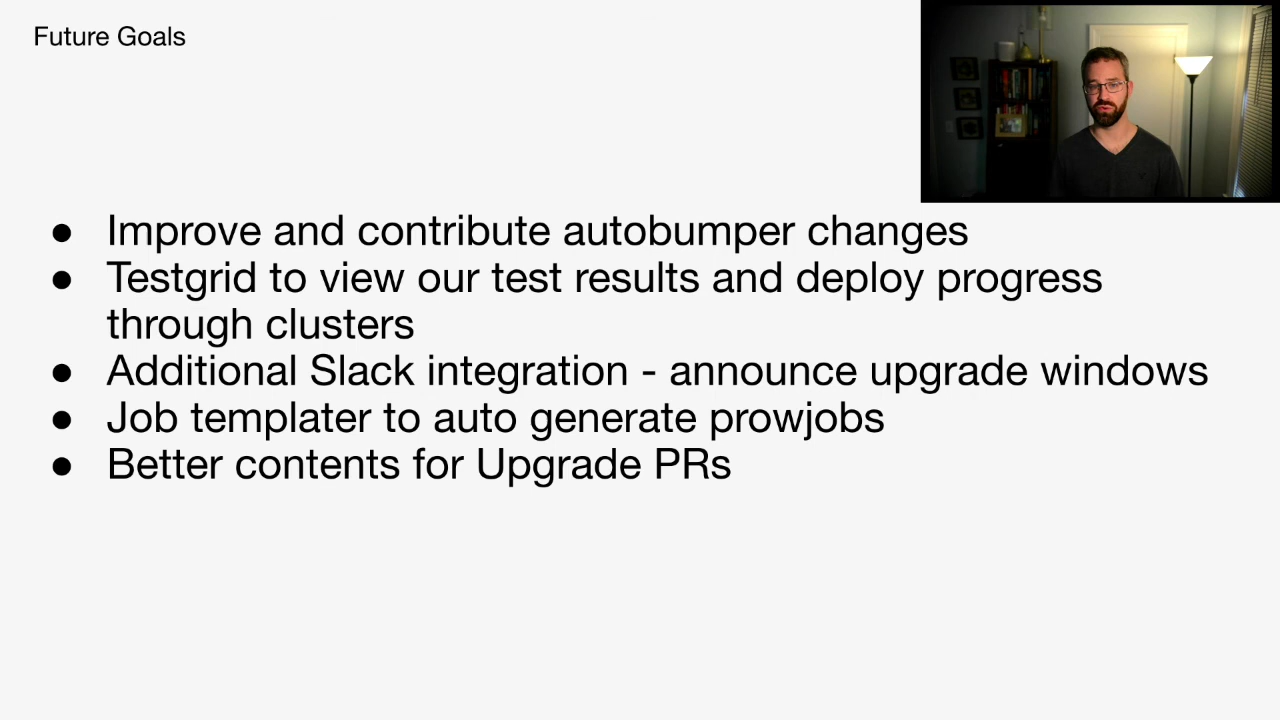 Future Goals
● Improve and contribute autobumper changes
● Testgrid to view our test results and deploy progress
through clusters
● Additional Slack integration - announce upgrade windows
● Job templater to auto generate prowjobs
● Better contents for Upgrade PRs